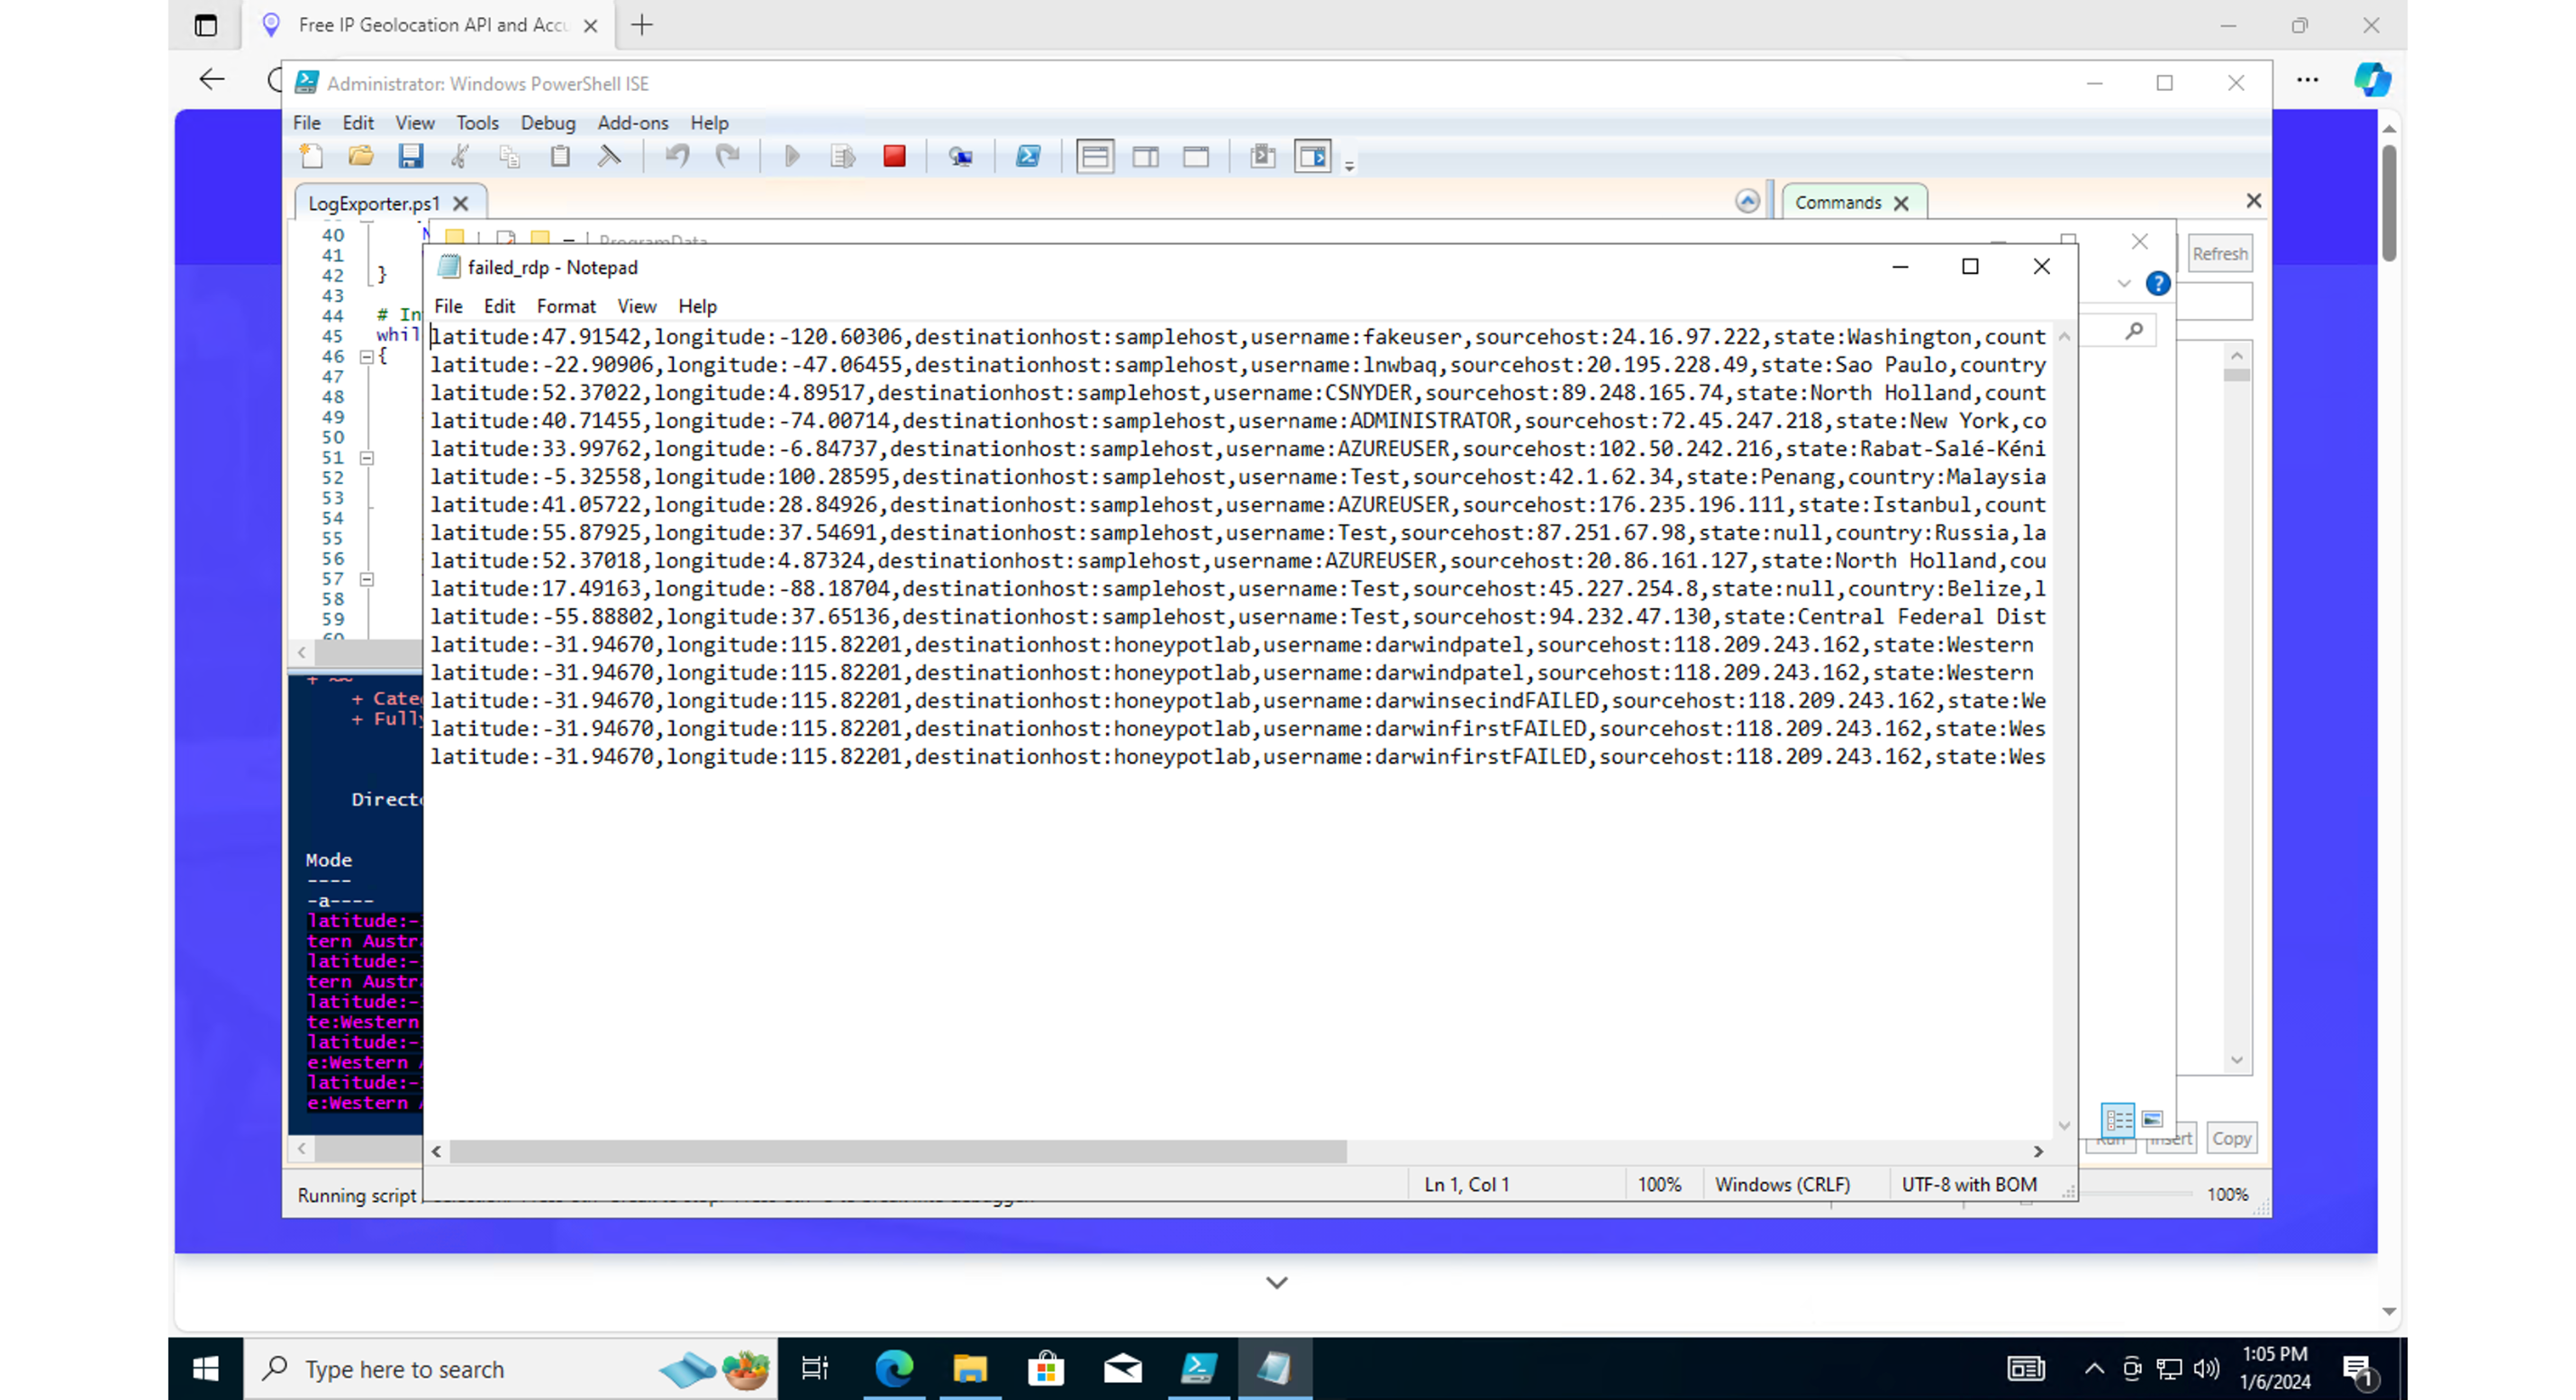 Free IP Geolocation API and Accu
Administrator: Windows PowerShell ISE
File Edit View Tools Debug Add-ons Help
LogExporter.ps1
Commands
40
41
42 }
43
44 # In
45 whil
46 {
47
48
49
50
51
52
53
54
55
56
57
58
59
60
ProgramData
Refresh
failed_rdp - Notepad
File Edit Format View Help
latitude:47.91542,longitude:-120.60306,destinationhost:samplehost,username:fakeuser,sourcehost:24.16.97.222,state:Washington,count
latitude:-22.90906,longitude:-47.06455,destinationhost:samplehost,username:lnwbaq,sourcehost:20.195.228.49,state:Sao Paulo,country
latitude:52.37022,longitude:4.89517,destinationhost:samplehost,username:CSNYDER,sourcehost:89.248.165.74,state:North Holland,count
latitude:40.71455,longitude:-74.00714,destinationhost:samplehost,username:ADMINISTRATOR,sourcehost:72.45.247.218,state:New York,co
latitude:33.99762,longitude:-6.84737,destinationhost:samplehost,username:AZUREUSER,sourcehost:102.50.242.216,state:Rabat-Salé-Kéni
latitude:-5.32558,longitude:100.28595,destinationhost:samplehost,username:Test,sourcehost:42.1.62.34,state:Penang,country:Malaysia
latitude:41.05722,longitude:28.84926,destinationhost:samplehost,username:AZUREUSER,sourcehost:176.235.196.111,state:Istanbul,count
latitude:55.87925,longitude:37.54691,destinationhost:samplehost,username:Test,sourcehost:87.251.67.98,state:null,country:Russia,la
latitude:52.37018,longitude:4.87324,destinationhost:samplehost,username:AZUREUSER,sourcehost:20.86.161.127,state:North Holland,cou
latitude:17.49163,longitude:-88.18704,destinationhost:samplehost,username:Test,sourcehost:45.227.254.8,state:null,country:Belize,l
latitude:-55.88802,longitude:37.65136,destinationhost:samplehost,username:Test,sourcehost:94.232.47.130,state:Central Federal Dist
latitude:-31.94670,longitude:115.82201,destinationhost:honeypotlab,username:darwindpatel,sourcehost:118.209.243.162,state:Western
latitude:-31.94670,longitude:115.82201,destinationhost:honeypotlab,username:darwindpatel,sourcehost:118.209.243.162,state:Western
latitude:-31.94670,longitude:115.82201,destinationhost:honeypotlab,username:darwinsecindFAILED,sourcehost:118.209.243.162,state:We
latitude:-31.94670,longitude:115.82201,destinationhost:honeypotlab,username:darwinfirstFAILED,sourcehost:118.209.243.162,state:Wes
latitude:-31.94670,longitude:115.82201,destinationhost:honeypotlab,username:darwinfirstFAILED,sourcehost:118.209.243.162,state:Wes
+ ~~
+ Cate
+ Full
Direct
Mode
----
-a----
latitude:-
tern Austr
latitude:-
tern Austr
latitude:-
te:Western
latitude:-
e:Western
latitude:-
e:Western
Run Insert Copy
Ln 1, Col 1 100% Windows (CRLF) UTF-8 with BOM
Running script
100%
Type here to search
1:05 PM
1/6/2024
1